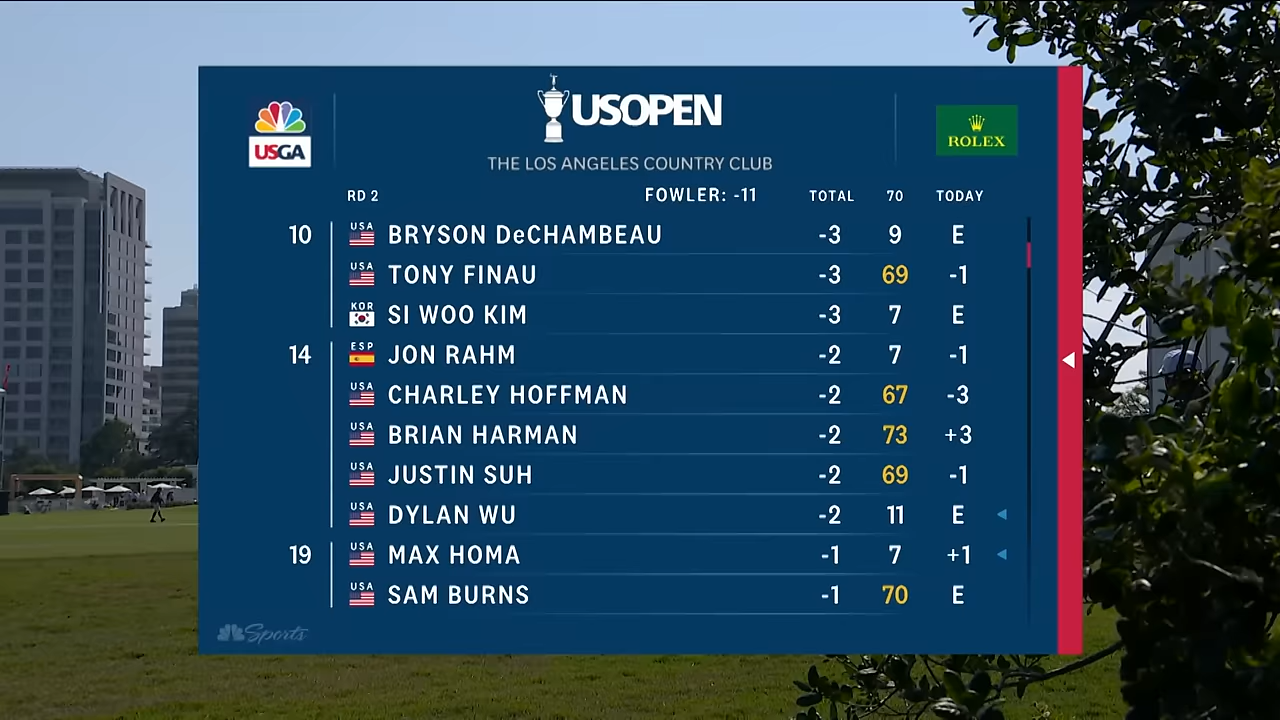 USOPEN
USGA
ROLEX
THE LOS ANGELES COUNTRY CLUB
RD 2 FOWLER: -11 TOTAL 70 TODAY
10 USA BRYSON DeCHAMBEAU -3 9 E
USA TONY FINAU -3 69 -1
KOR SI WOO KIM -3 7 E
14 ESP JON RAHM -2 7 -1
USA CHARLEY HOFFMAN -2 67 -3
USA BRIAN HARMAN -2 73 +3
USA JUSTIN SUH -2 69 -1
USA DYLAN WU -2 11 E
19 USA MAX HOMA -1 7 +1
USA SAM BURNS -1 70 E
Sports